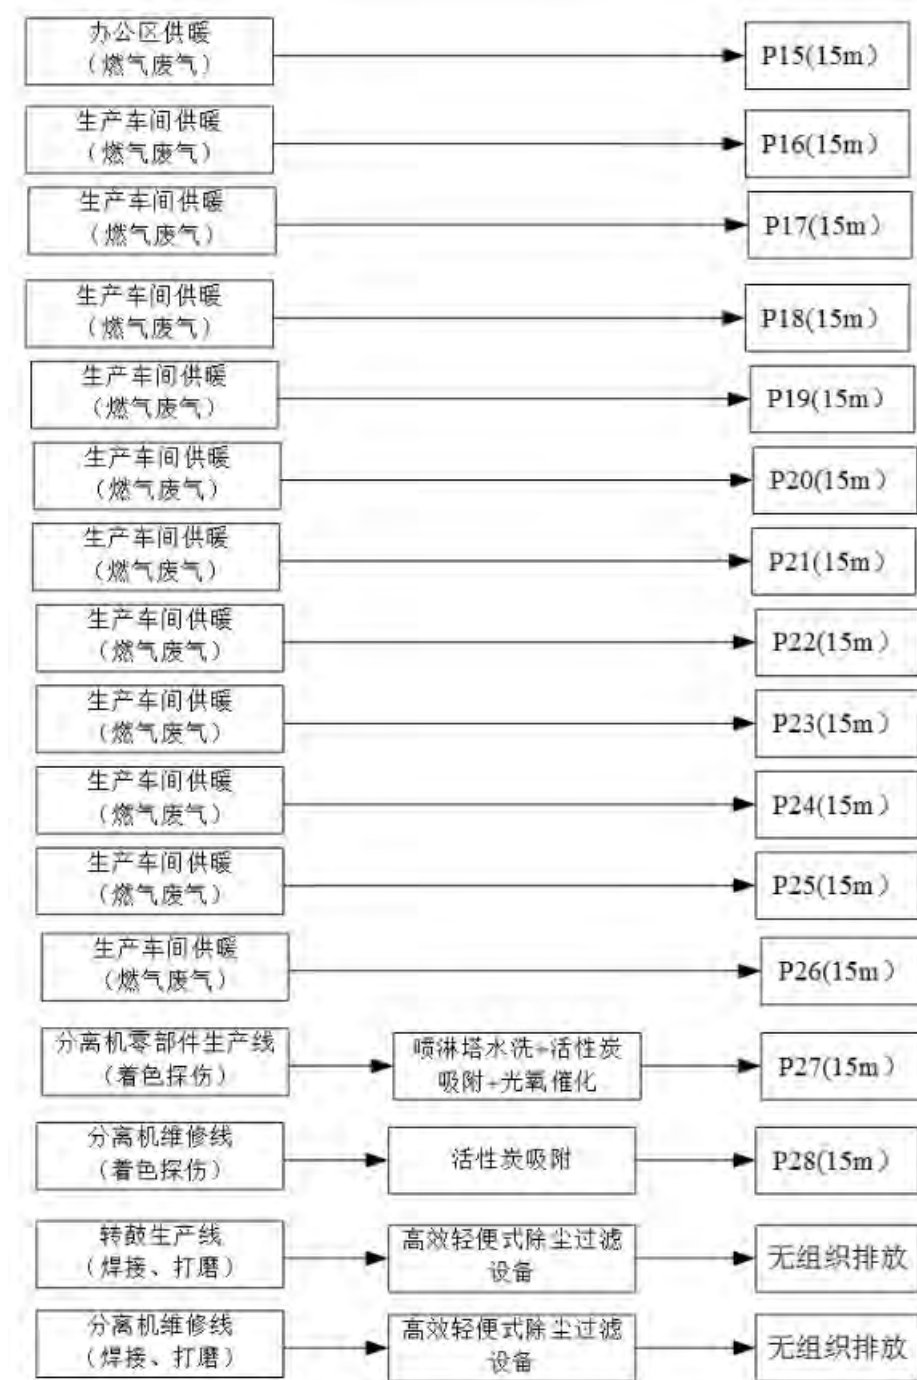 办公区供暖
（燃气废气）
P15(15m）
生产车间供暖
（燃气废气）
P16(15m）
生产车间供暖
（燃气废气）
P17(15m）
生产车间供暖
（燃气废气）
P18(15m）
生产车间供暖
（燃气废气）
P19(15m）
生产车间供暖
（燃气废气）
P20(15m）
生产车间供暖
（燃气废气）
P21(15m）
生产车间供暖
（燃气废气）
P22(15m）
生产车间供暖
（燃气废气）
P23(15m）
生产车间供暖
（燃气废气）
P24(15m）
生产车间供暖
（燃气废气）
P25(15m）
生产车间供暖
（燃气废气）
P26(15m）
分离机零部件生产线
（着色探伤）
喷淋塔水洗+活性炭
吸附+光氧催化
P27(15m）
分离机维修线
（着色探伤）
活性炭吸附
P28(15m）
转鼓生产线
（焊接、打磨）
高效轻便式除尘过滤
设备
无组织排放
分离机维修线
（焊接、打磨）
高效轻便式除尘过滤
设备
无组织排放